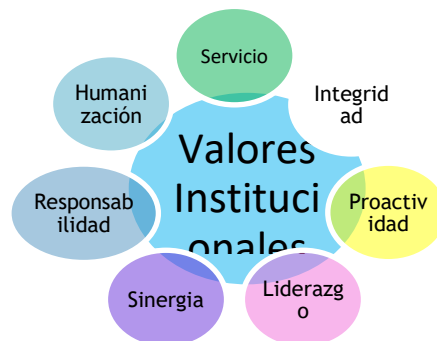 Servicio
Integrid
ad
Proactiv
idad
Liderazg
o
Sinergia
Responsab
ilidad
Humani
zación
Valores
Instituci
onales